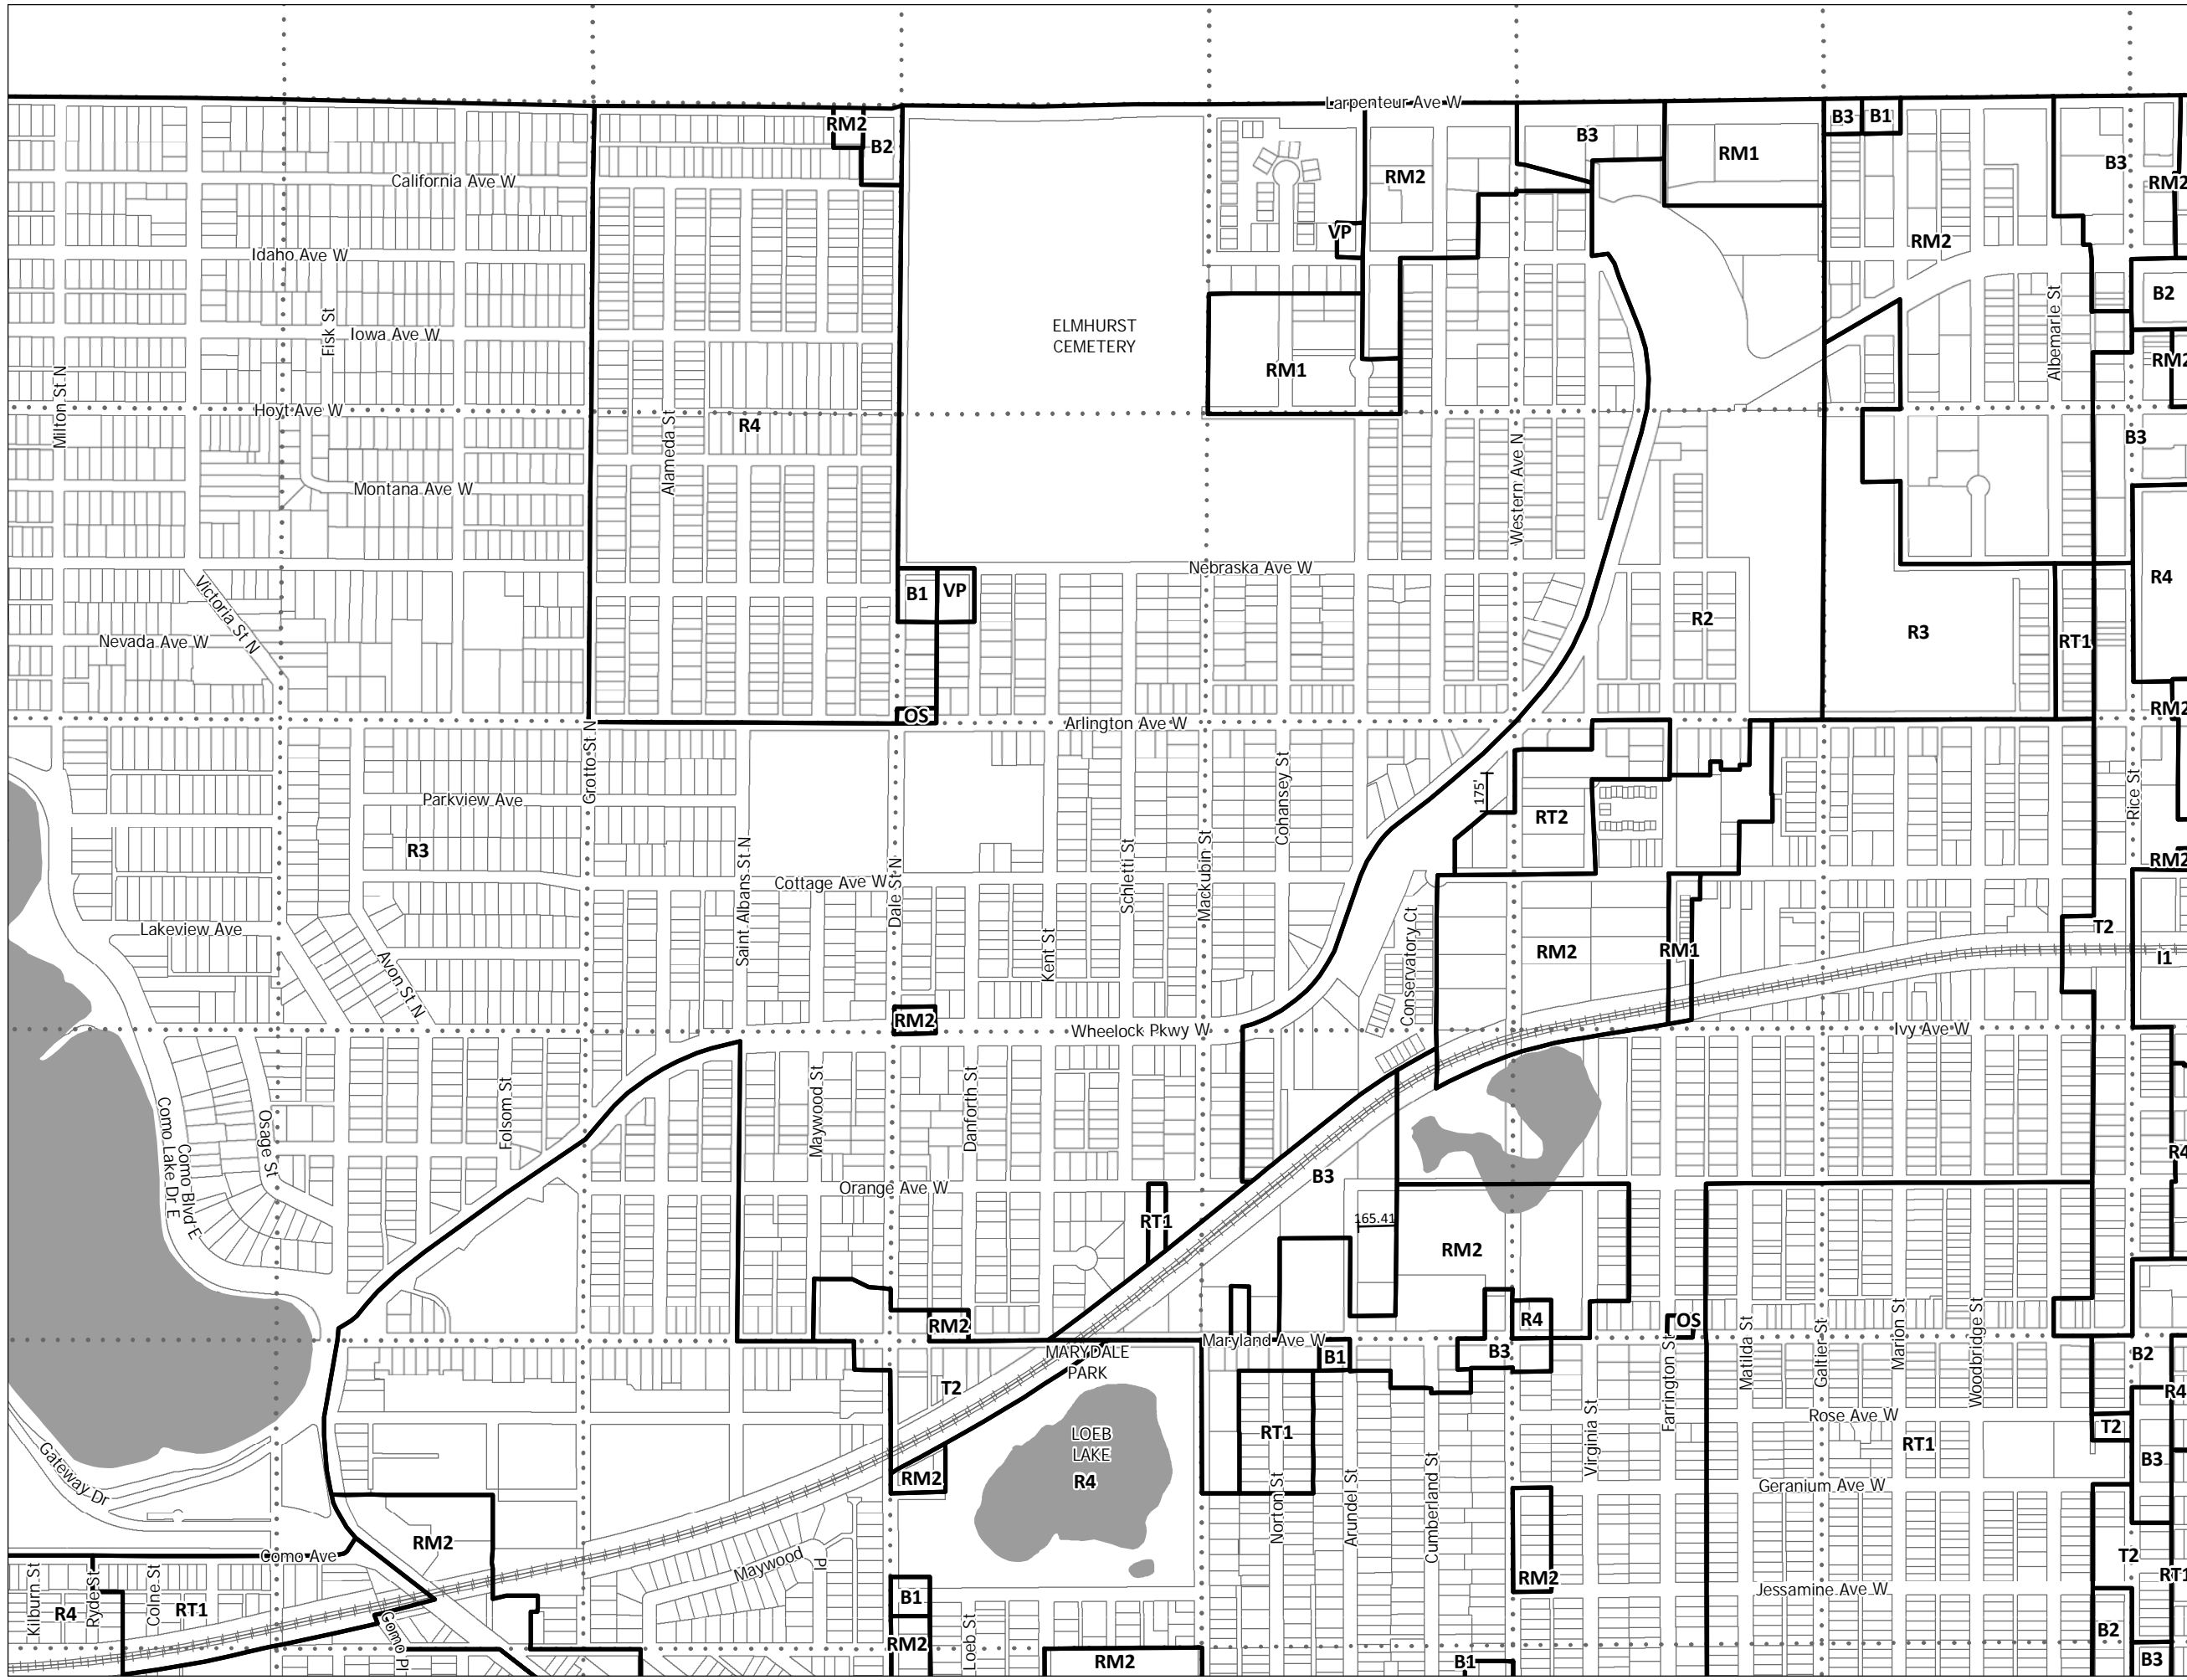 Larpenteur Ave W
RM2
B2
B3
RM1
B3
B1
B3
RM2
California Ave W
RM2
VP
RM2
Idaho Ave W
B2
Fisk St
Iowa Ave W
ELMHURST
CEMETERY
Albemarle St
RM2
RM1
Milton St N
Hoyt Ave W
Alameda St
R4
B3
Western Ave N
Montana Ave W
Nebraska Ave W
B1
VP
R4
Victoria St N
R2
R3
RT1
Nevada Ave W
OS
Arlington Ave W
RM2
Grotto St N
Parkview Ave
Cohansey St
175'
RT2
Rice St
R3
Saint Albans St N
Cottage Ave W
Dale St N
Schletti St
Mackubin St
RM2
Lakeview Ave
Avon St N
Kent St
Conservatory Ct
RM2
RM1
T2
I1
RM2
Wheelock Pkwy W
Ivy Ave W
Como Lake Dr E
Como Blvd E
Osage St
Folsom St
Maywood St
Danforth St
R4
Orange Ave W
B3
RT1
165.41
RM2
RM2
R4
OS
Maryland Ave W
Farrington St
Matilda St
Galtier St
Marion St
Woodbridge St
MARYDALE
PARK
B1
B3
B2
T2
R4
LOEB
LAKE
R4
RT1
Norton St
Arundel St
Cumberland St
Virginia St
Rose Ave W
RT1
T2
B3
Gateway Dr
RM2
Geranium Ave W
RM2
Como Ave
Maywood Pl
RM2
T2
RT1
Kilburn St
R4
Ryde St
Colne St
RT1
Como Pl
B1
RM2
Loeb St
Jessamine Ave W
RM2
B1
B2
B3